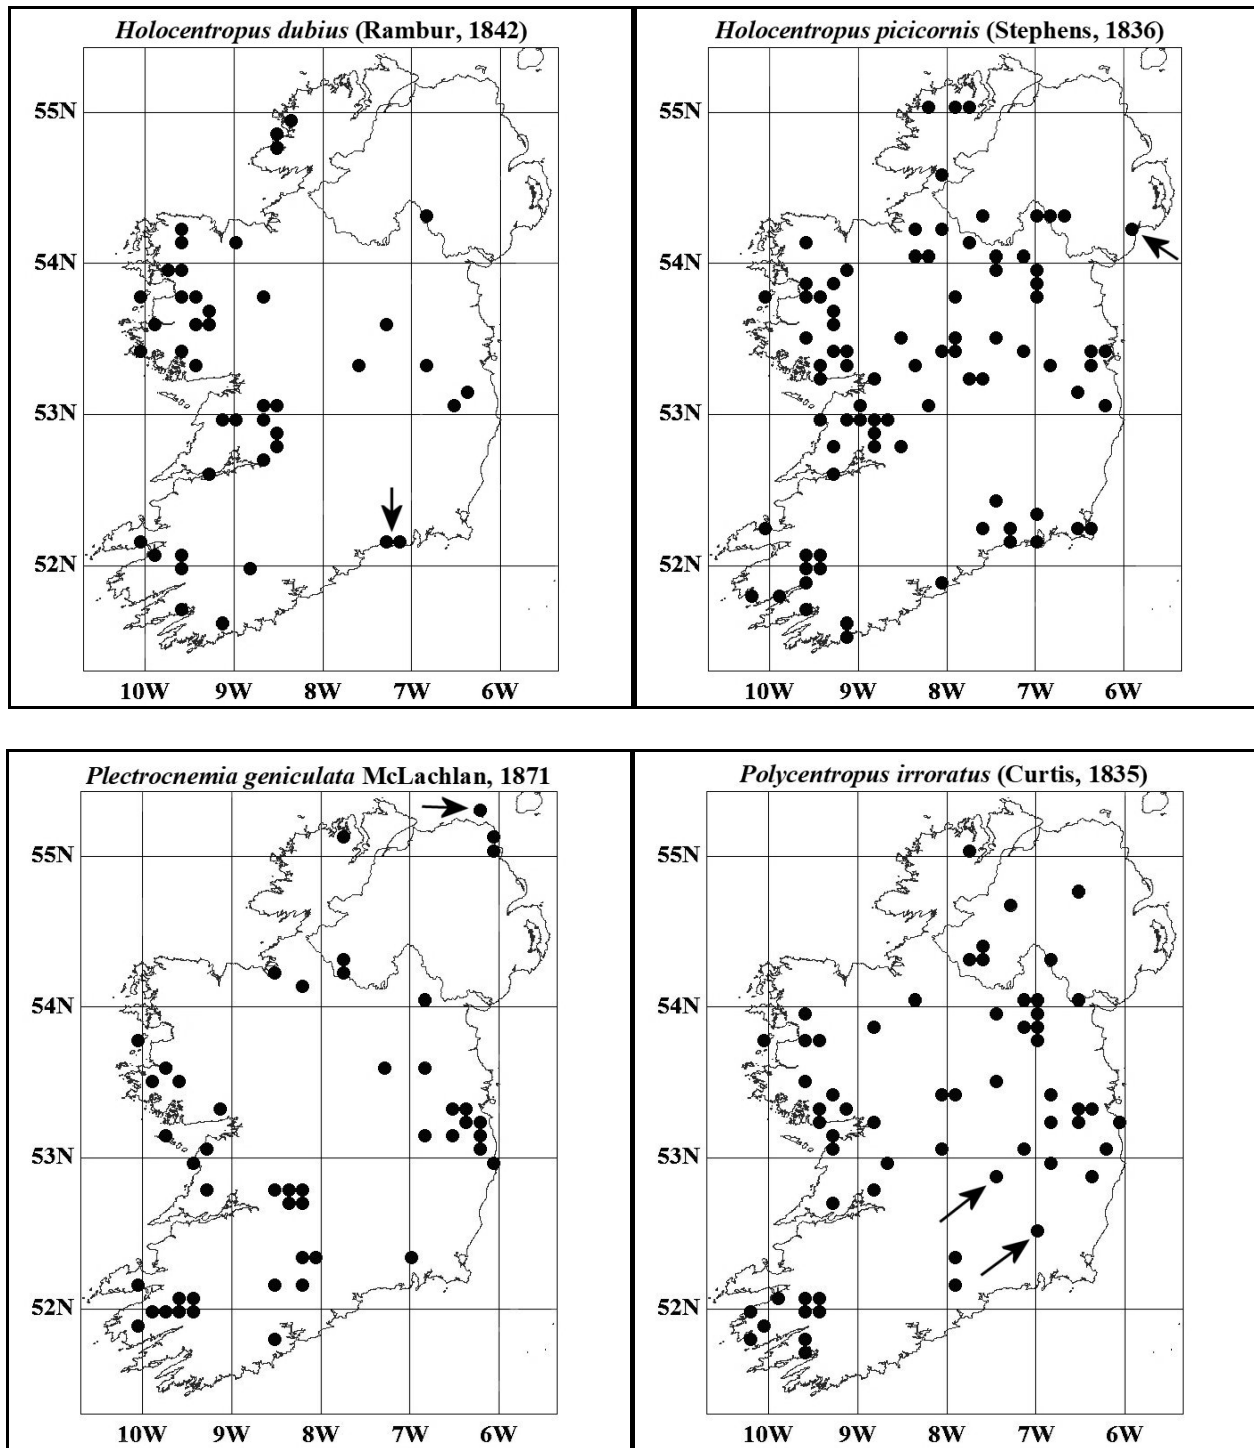 Holocentropus dubius (Rambur, 1842)
55N
54N
53N
52N
10W 9W 8W 7W 6W
Holocentropus picicornis (Stephens, 1836)
55N
54N
53N
52N
10W 9W 8W 7W 6W
Plectrocnemia geniculata McLachlan, 1871
55N
54N
53N
52N
10W 9W 8W 7W 6W
Polycentropus irroratus (Curtis, 1835)
55N
54N
53N
52N
10W 9W 8W 7W 6W